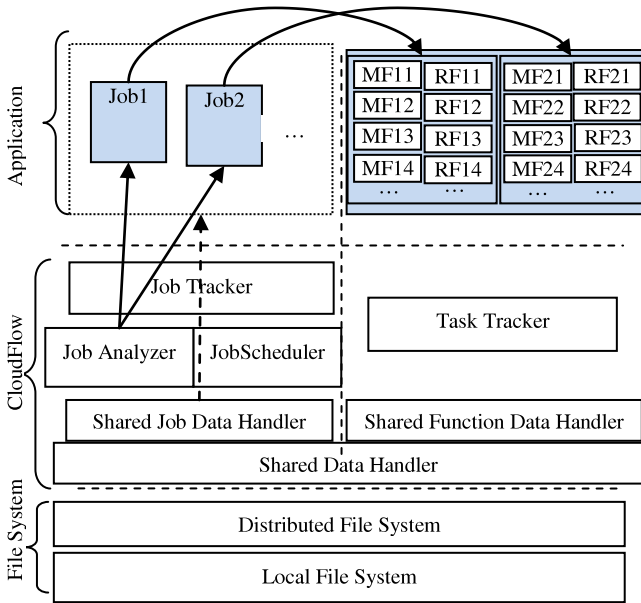 Application
Job1
Job2
…
MF11 RF11 MF21 RF21
MF12 RF12 MF22 RF22
MF13 RF13 MF23 RF23
MF14 RF14 MF24 RF24
… … … …
CloudFlow
Job Tracker
Task Tracker
Job Analyzer
JobScheduler
Shared Job Data Handler
Shared Function Data Handler
Shared Data Handler
File System
Distributed File System
Local File System